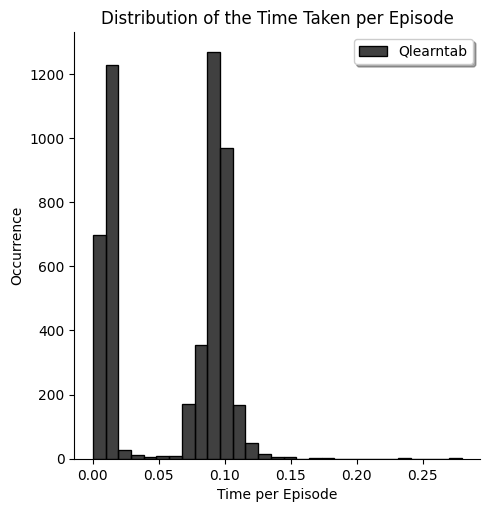 Distribution of the Time Taken per Episode
Qlearntab
1200
1000
800
600
400
200
0
Occurrence
0.00 0.05 0.10 0.15 0.20 0.25
Time per Episode